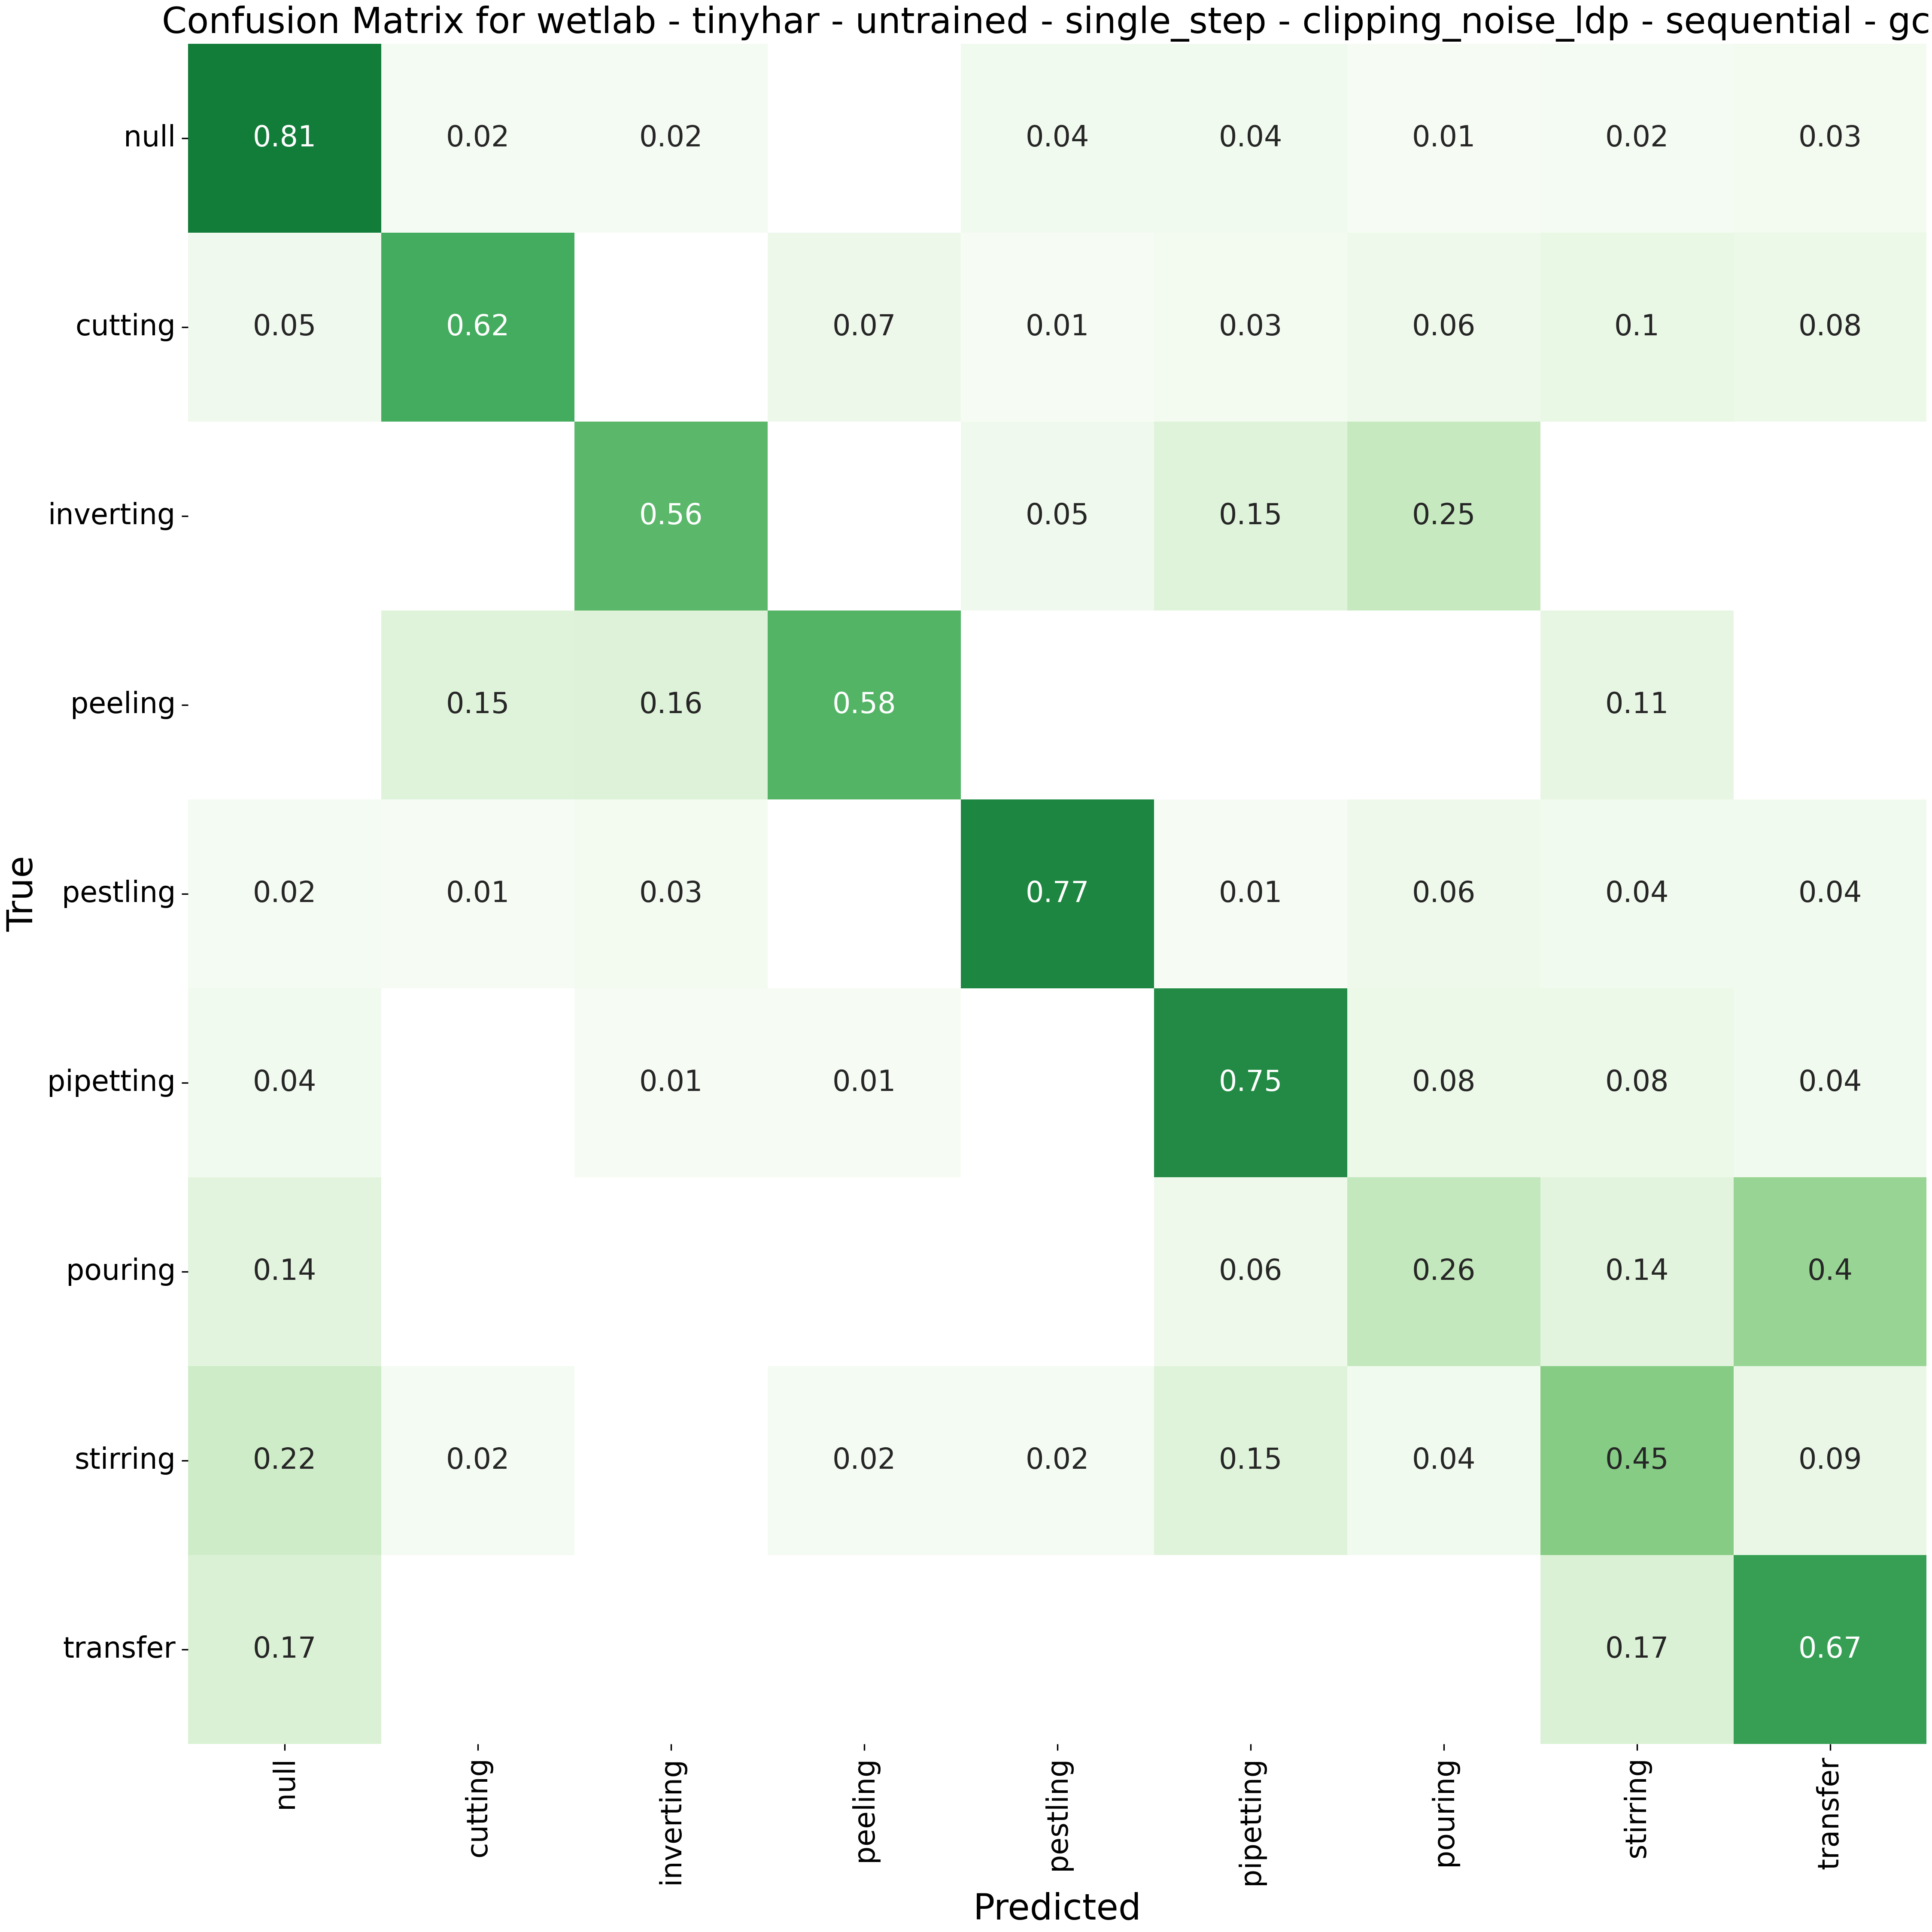 Confusion Matrix for wetlab - tinyhar - untrained - single_step - clipping_noise_ldp - sequential - gc
null 0.81 0.02 0.02 0.04 0.04 0.01 0.02 0.03
cutting 0.05 0.62 0.07 0.01 0.03 0.06 0.1 0.08
inverting 0.56 0.05 0.15 0.25
peeling 0.15 0.16 0.58 0.11
pestling 0.02 0.01 0.03 0.77 0.01 0.06 0.04 0.04
pipetting 0.04 0.01 0.01 0.75 0.08 0.08 0.04
pouring 0.14 0.06 0.26 0.14 0.4
stirring 0.22 0.02 0.02 0.02 0.15 0.04 0.45 0.09
transfer 0.17 0.17 0.67
True
null cutting inverting peeling pestling pipetting pouring stirring transfer
Predicted